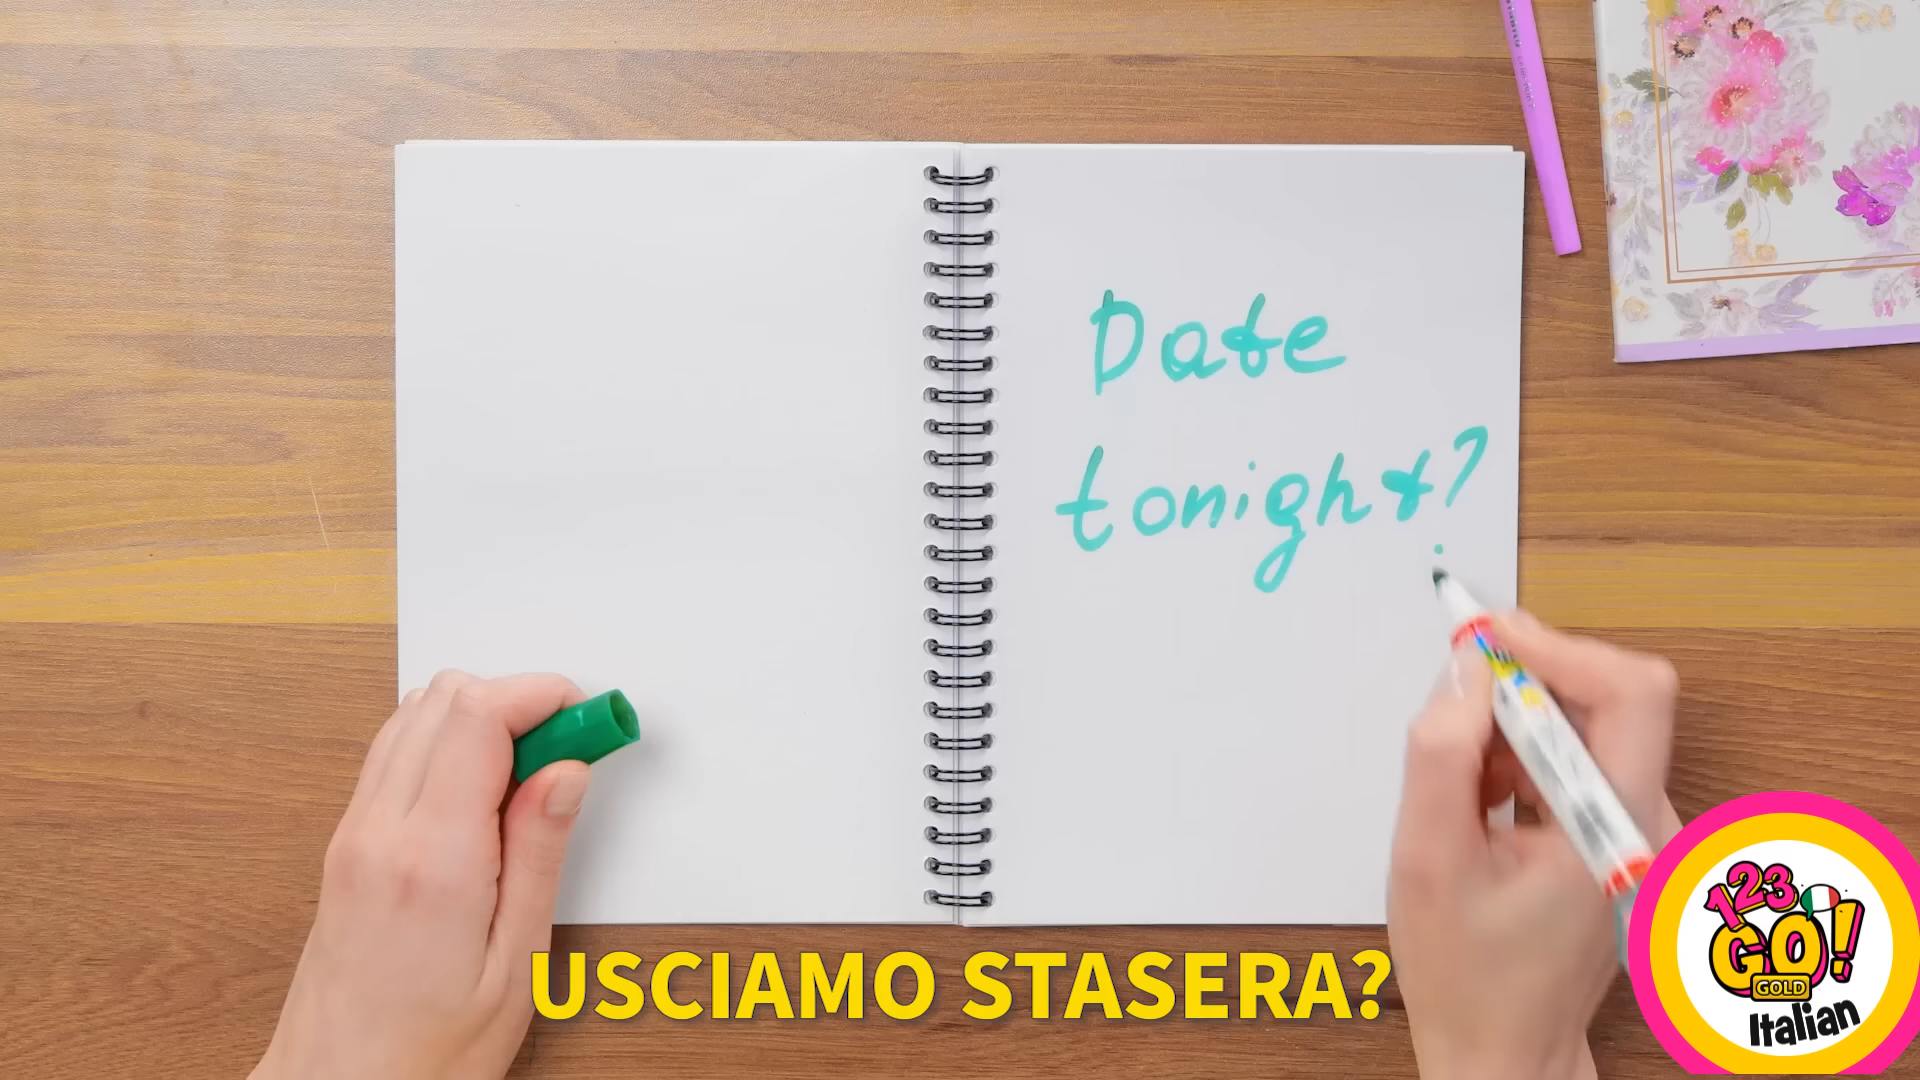 Date
tonight?
USCIAMO STASERA?
123
GO!
GOLD
Italian